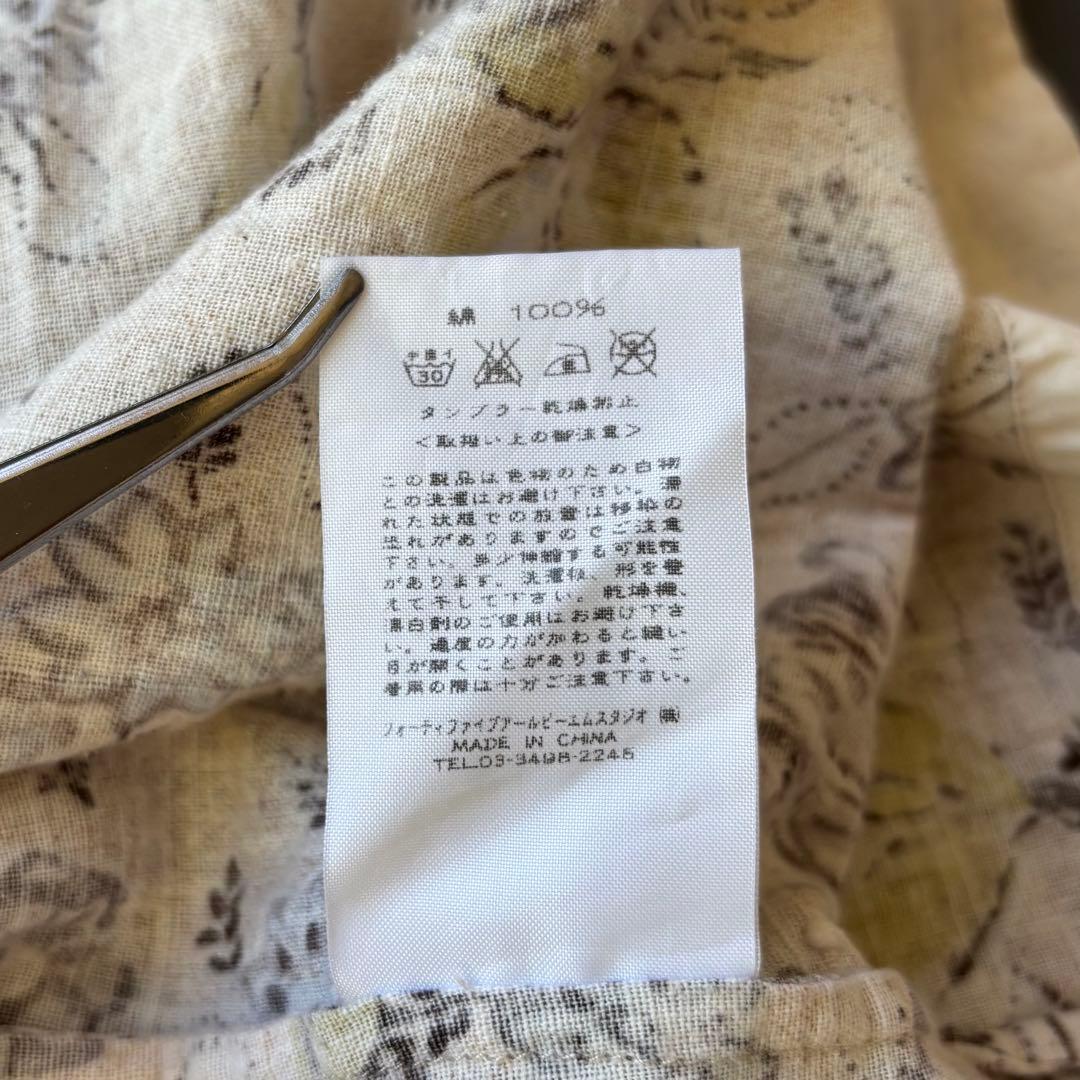 綿 100%
手洗イ 30
タンブラー乾燥禁止
<取扱い上の御注意>
この製品は色物のため白物
との洗濯はお避け下さい。濡
れた状態での放置は移染の
恐れがありますのでご注意
下さい。多少伸縮する可能性
があります。洗濯後、形を整
えて干して下さい。乾燥機、
漂白剤のご使用はお避け下さ
い。過度の力がかかると縫い
目が開くことがあります。ご
着用の際は十分ご注意下さい。
フォーティファイブアールピーエムスタジオ ㈱
MADE IN CHINA
TEL.03-3498-2248